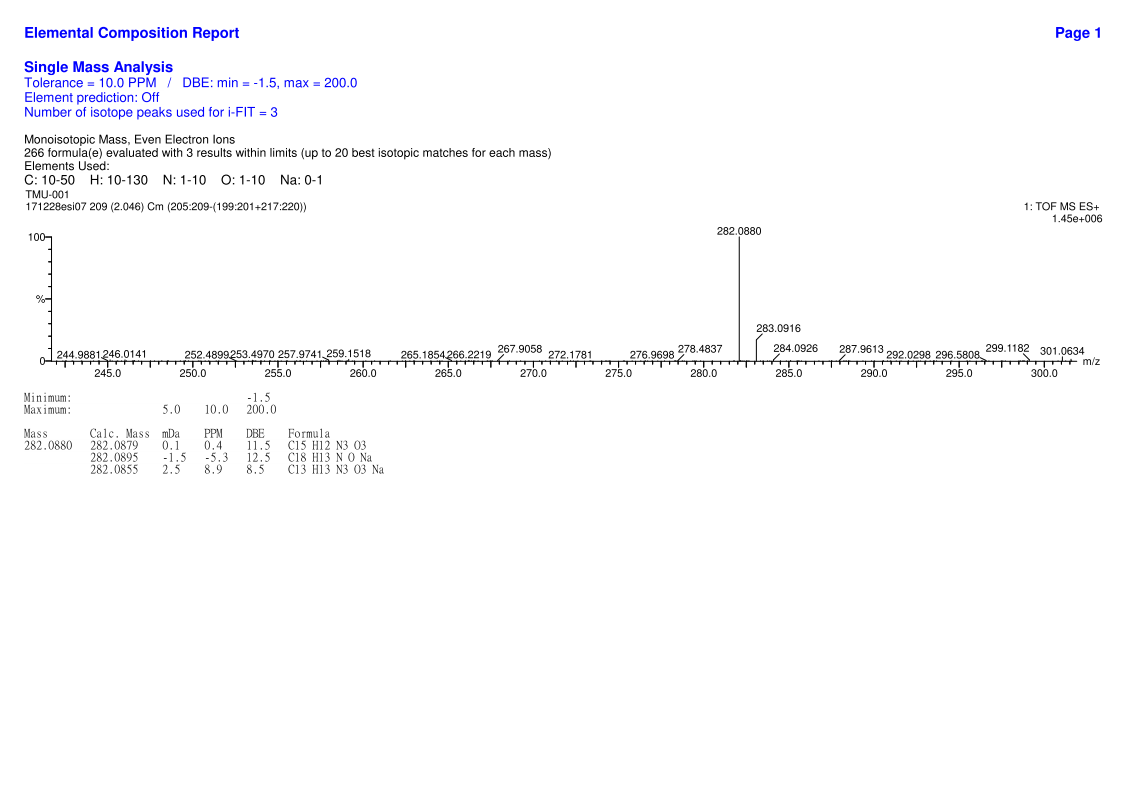 Elemental Composition Report Page 1
Single Mass Analysis
Tolerance = 10.0 PPM / DBE: min = -1.5, max = 200.0
Element prediction: Off
Number of isotope peaks used for i-FIT = 3
Monoisotopic Mass, Even Electron Ions
266 formula(e) evaluated with 3 results within limits (up to 20 best isotopic matches for each mass)
Elements Used:
C: 10-50 H: 10-130 N: 1-10 O: 1-10 Na: 0-1
TMU-001
171228esi07 209 (2.046) Cm (205:209-(199:201+217:220)) 1: TOF MS ES+
1.45e+006
282.0880
100
%
283.0916
244.9881 246.0141 252.4899 253.4970 257.9741 259.1518 265.1854 266.2219 267.9058 272.1781 276.9698 278.4837 284.0926 287.9613 292.0298 296.5808 299.1182 301.0634
0 m/z
245.0 250.0 255.0 260.0 265.0 270.0 275.0 280.0 285.0 290.0 295.0 300.0
Minimum: -1.5
Maximum: 5.0 10.0 200.0
Mass Calc. Mass mDa PPM DBE Formula
282.0880 282.0879 0.1 0.4 11.5 C15 H12 N3 O3
282.0895 -1.5 -5.3 12.5 C18 H13 N O Na
282.0855 2.5 8.9 8.5 C13 H13 N3 O3 Na